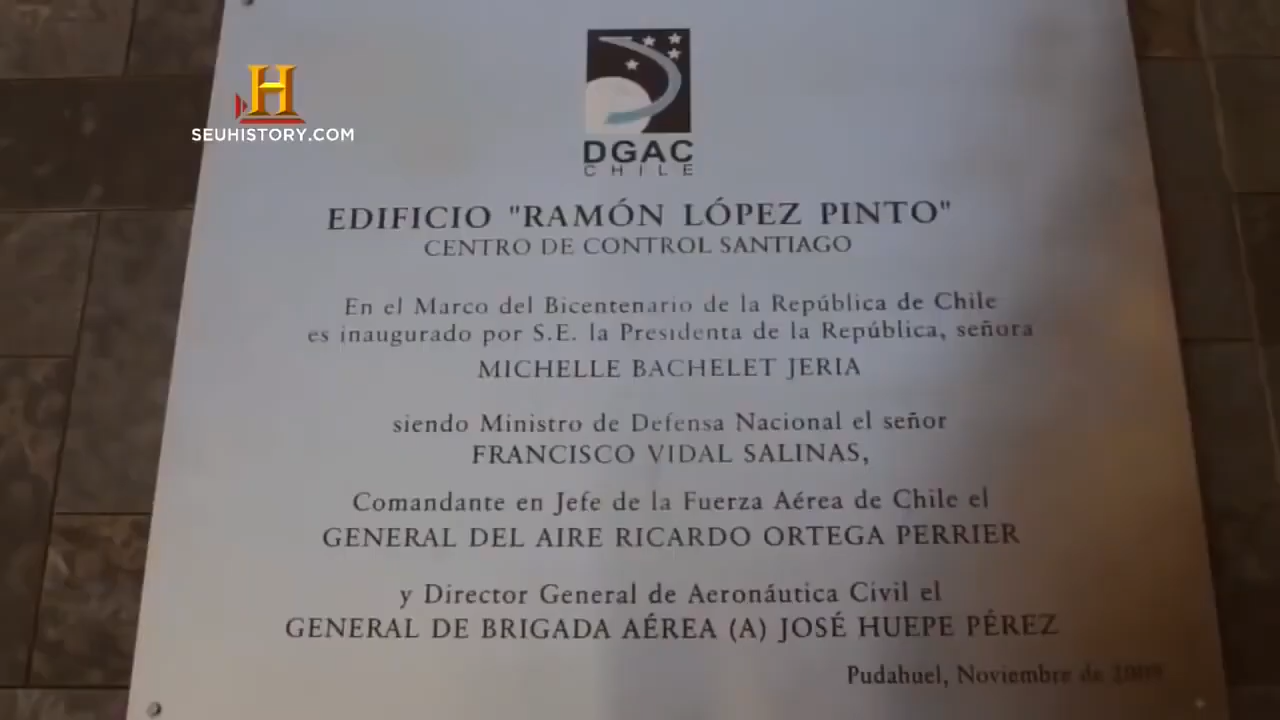 H
SEUHISTORY.COM
DGAC
CHILE
EDIFICIO "RAMÓN LÓPEZ PINTO"
CENTRO DE CONTROL SANTIAGO
En el Marco del Bicentenario de la República de Chile
es inaugurado por S.E. la Presidenta de la República, señora
MICHELLE BACHELET JERIA
siendo Ministro de Defensa Nacional el señor
FRANCISCO VIDAL SALINAS,
Comandante en Jefe de la Fuerza Aérea de Chile el
GENERAL DEL AIRE RICARDO ORTEGA PERRIER
y Director General de Aeronáutica Civil el
GENERAL DE BRIGADA AÉREA (A) JOSÉ HUEPE PÉREZ
Pudahuel, Noviembre de